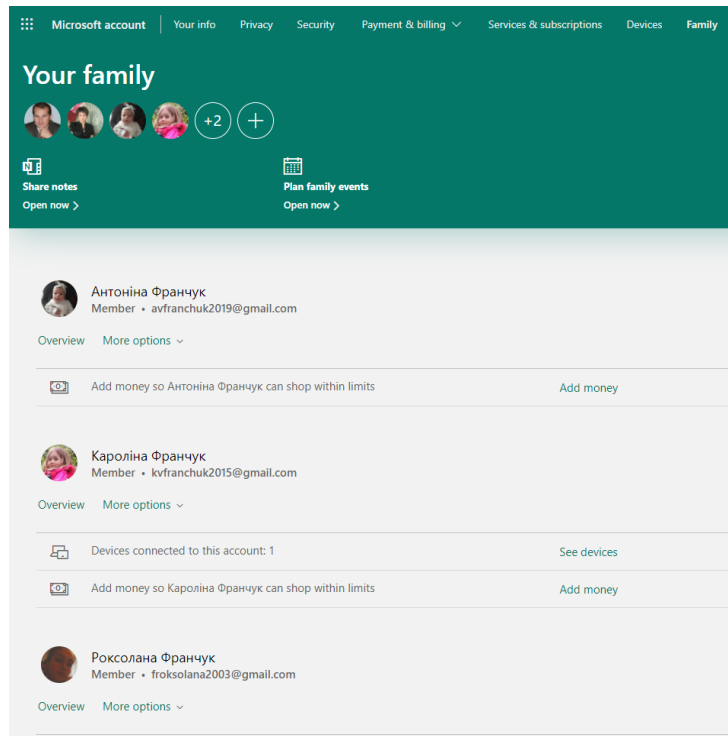 Microsoft account Your info Privacy Security Payment & billing Services & subscriptions Devices Family
Your family
+2
Share notes Plan family events
Open now Open now
Антоніна Франчук
Member • avfranchuk2019@gmail.com
Overview More options
Add money so Антоніна Франчук can shop within limits Add money
Кароліна Франчук
Member • kvfranchuk2015@gmail.com
Overview More options
Devices connected to this account: 1 See devices
Add money so Кароліна Франчук can shop within limits Add money
Роксолана Франчук
Member • froksolana2003@gmail.com
Overview More options